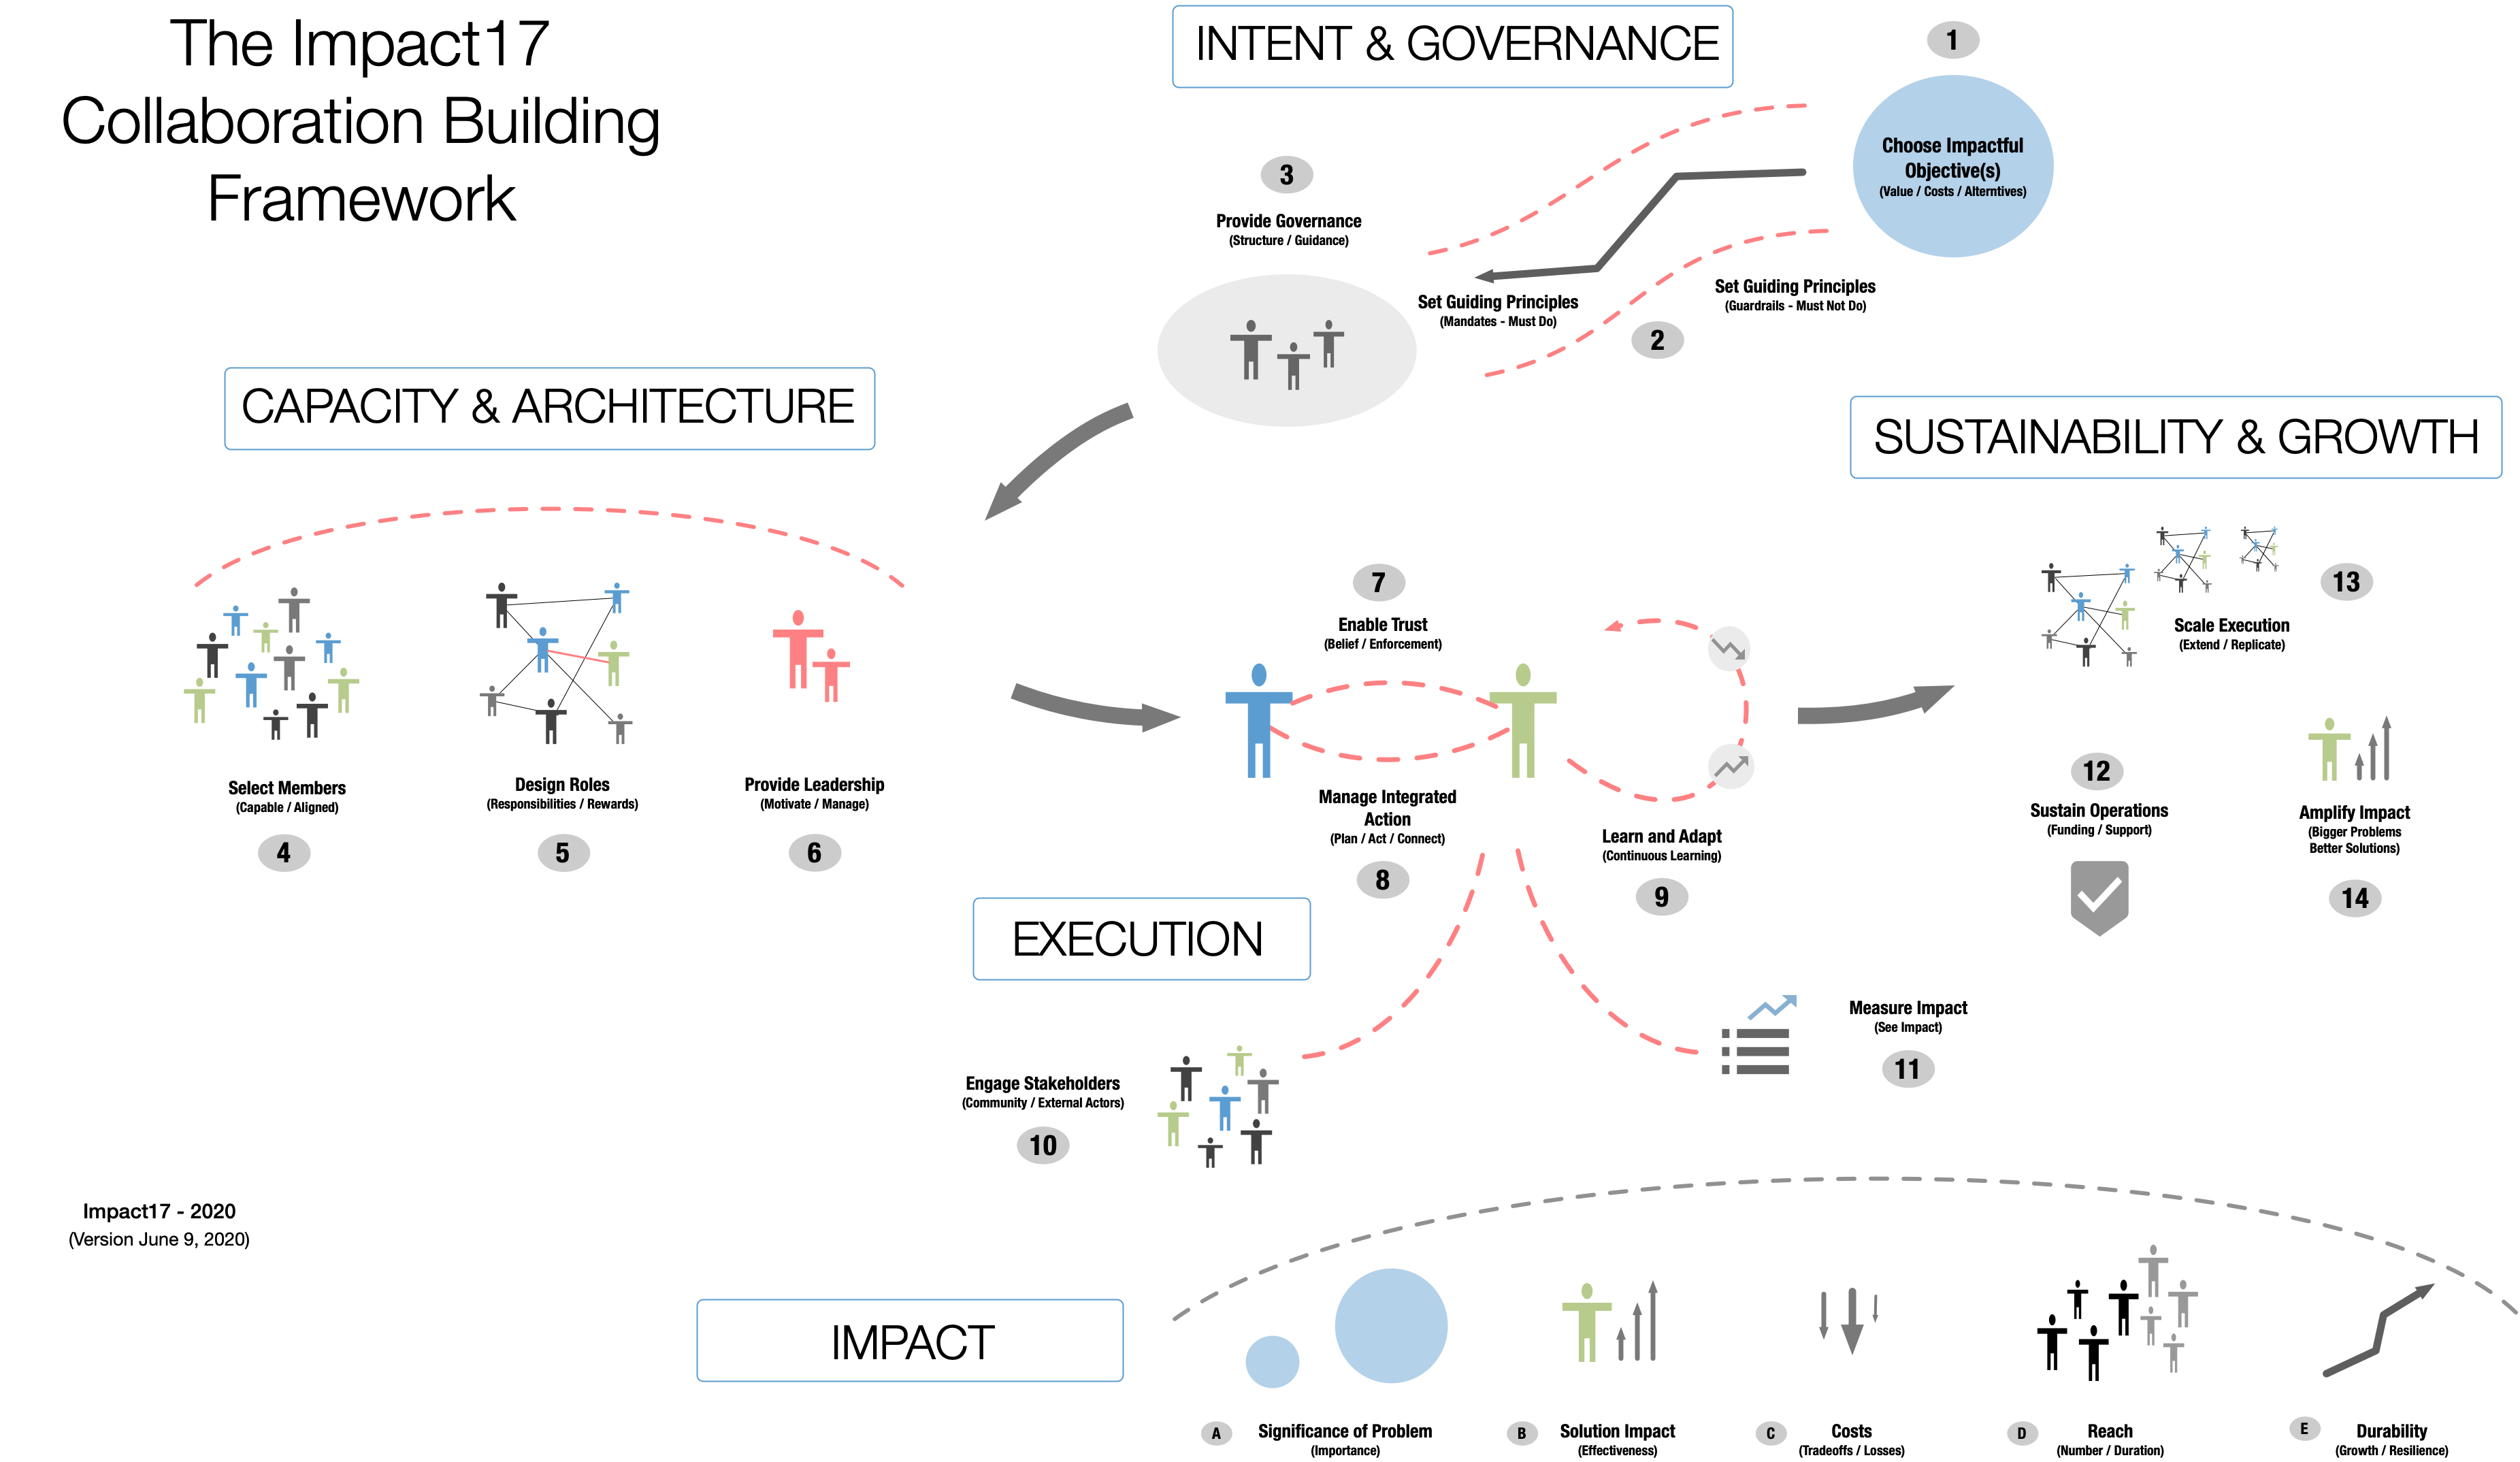 The Impact17
Collaboration Building
Framework
INTENT & GOVERNANCE
1
Choose Impactful
Objective(s)
(Value / Costs / Alterntives)
3
Provide Governance
(Structure / Guidance)
Set Guiding Principles
(Mandates - Must Do)
Set Guiding Principles
(Guardrails - Must Not Do)
2
CAPACITY & ARCHITECTURE
Select Members
(Capable / Aligned)
4
Design Roles
(Responsibilities / Rewards)
5
Provide Leadership
(Motivate / Manage)
6
EXECUTION
7
Enable Trust
(Belief / Enforcement)
Manage Integrated
Action
(Plan / Act / Connect)
8
Learn and Adapt
(Continuous Learning)
9
Engage Stakeholders
(Community / External Actors)
10
Measure Impact
(See Impact)
11
SUSTAINABILITY & GROWTH
12
Sustain Operations
(Funding / Support)
13
Scale Execution
(Extend / Replicate)
Amplify Impact
(Bigger Problems
Better Solutions)
14
Impact17 - 2020
(Version June 9, 2020)
IMPACT
A
Significance of Problem
(Importance)
B
Solution Impact
(Effectiveness)
C
Costs
(Tradeoffs / Losses)
D
Reach
(Number / Duration)
E
Durability
(Growth / Resilience)